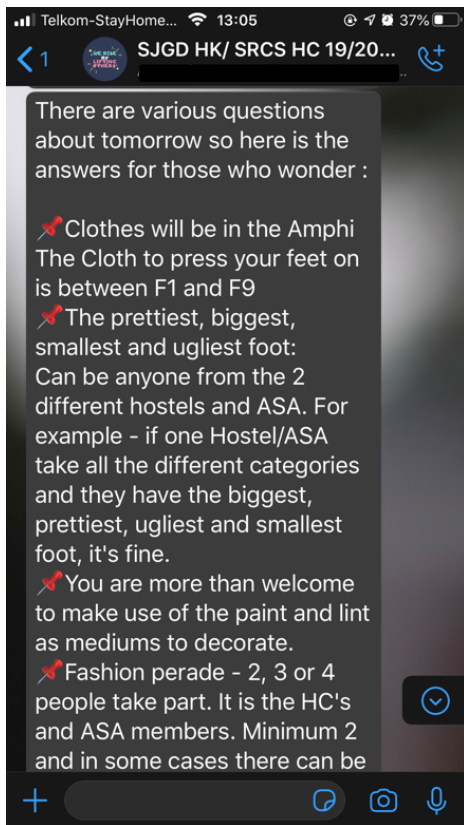 Telkom-StayHome... 13:05 37%
1 SJGD HK/ SRCS HC 19/20...
WE RISE
BY
LIFTING
OTHERS
There are various questions
about tomorrow so here is the
answers for those who wonder :
📌Clothes will be in the Amphi
The Cloth to press your feet on
is between F1 and F9
📌The prettiest, biggest,
smallest and ugliest foot:
Can be anyone from the 2
different hostels and ASA. For
example - if one Hostel/ASA
take all the different categories
and they have the biggest,
prettiest, ugliest and smallest
foot, it's fine.
📌You are more than welcome
to make use of the paint and lint
as mediums to decorate.
📌Fashion perade - 2, 3 or 4
people take part. It is the HC's
and ASA members. Minimum 2
and in some cases there can be